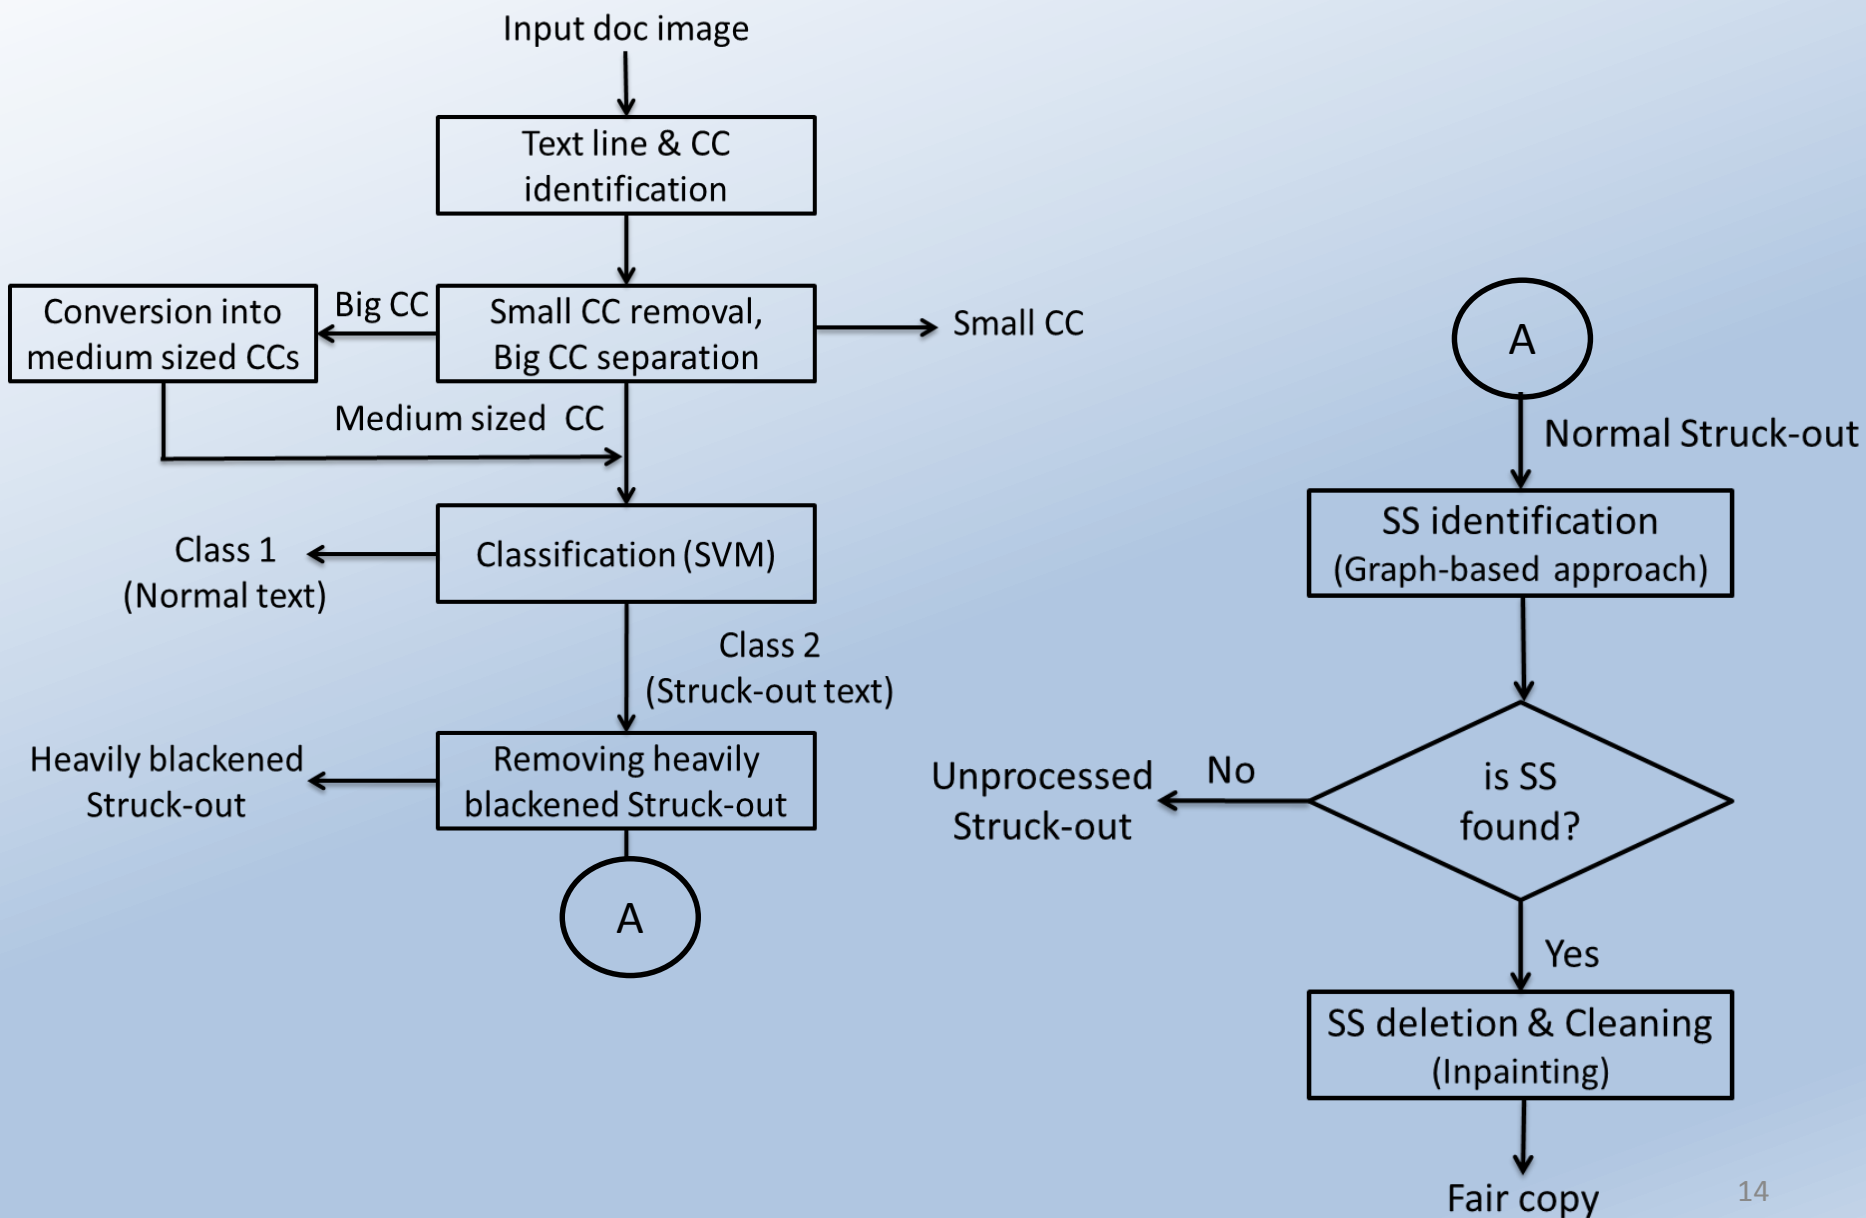 Input doc image
Text line & CC
identification
Conversion into
medium sized CCs
Big CC
Small CC removal,
Big CC separation
Small CC
Medium sized CC
Class 1
(Normal text)
Classification (SVM)
Class 2
(Struck-out text)
Heavily blackened
Struck-out
Removing heavily
blackened Struck-out
A
A
Normal Struck-out
SS identification
(Graph-based approach)
Unprocessed
Struck-out
No
is SS
found?
Yes
SS deletion & Cleaning
(Inpainting)
Fair copy
14